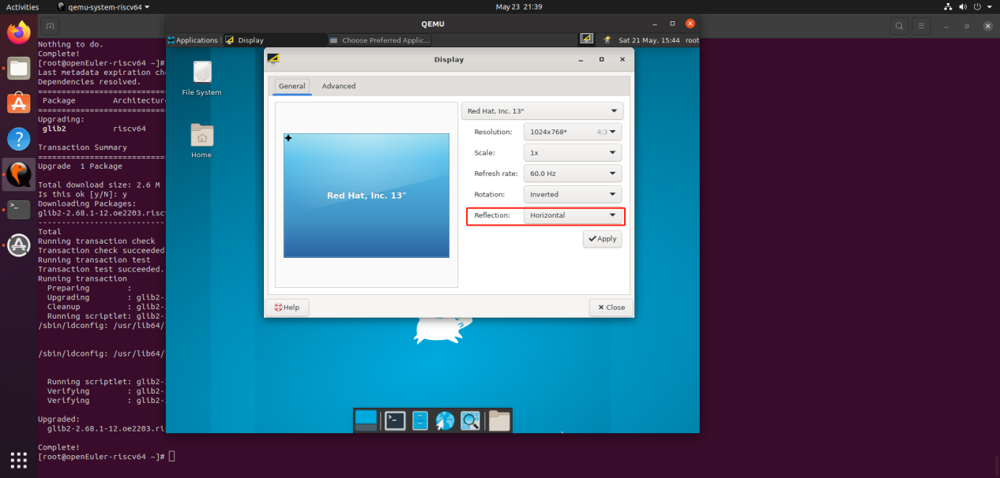 Activities
qemu-system-riscv64
May 23 21:39
QEMU
Applications
Display
Choose Preferred Applic...
Sat 21 May, 15:44
root
Nothing to do.
Complete!
[root@openEuler-riscv64 ~]#
Last metadata expiration che
Dependencies resolved.
Package Architecture
Upgrading:
glib2 riscv64
Transaction Summary
Upgrade 1 Package
Total download size: 2.6 M
Is this ok [y/N]: y
Downloading Packages:
glib2-2.68.1-12.oe2203.riscv
Total
Running transaction check
Transaction check succeeded
Running transaction test
Transaction test succeeded.
Running transaction
Preparing :
Upgrading : glib2-
Cleanup : glib2-
Running scriptlet: glib2-
/sbin/ldconfig: /usr/lib64/
/sbin/ldconfig: /usr/lib64/
Running scriptlet: glib2-
Verifying : glib2-
Verifying : glib2-
Upgraded:
glib2-2.68.1-12.oe2203.ri
Complete!
[root@openEuler-riscv64 ~]#
File System
Home
Display
General
Advanced
Red Hat, Inc. 13"
Red Hat, Inc. 13"
Resolution: 1024x768* 4:3
Scale: 1x
Refresh rate: 60.0 Hz
Rotation: Inverted
Reflection: Horizontal
Apply
Help
Close